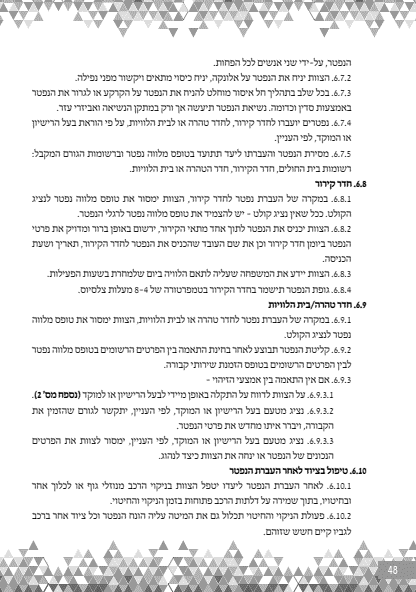 הנפטר, על-ידי שני אנשים לכל הפחות.
6.7.2. הצוות יניח את הנפטר על אלונקה, יניח כיסוי מתאים ויקשור מפני נפילה.
6.7.3. בכל שלב בתהליך חל איסור מוחלט להניח את הנפטר על הקרקע או לגרור את הנפטר
באמצעות סדין וכדומה. נשיאת הנפטר תיעשה אך ורק במתקן הנשיאה ואביזרי עזר.
6.7.4. נפטרים יועברו לחדר קירור, לחדר טהרה או לבית הלוויות, על פי הוראת בעל הרישיון
או המוקד, לפי העניין.
6.7.5. מסירת הנפטר והעברתו ליעד תתועד בטופס מלווה נפטר וברשומות הגורם המקבל:
רשומות בית החולים, חדר הקירור, חדר הטהרה או בית הלוויות.
6.8. חדר קירור
6.8.1. במקרה של העברת נפטר לחדר קירור, הצוות ימסור את טופס מלווה נפטר לנציג
הקולט. ככל שאין נציג קולט - יש להצמיד את טופס מלווה נפטר לרגלי הנפטר.
6.8.2. הצוות יכניס את הנפטר לתוך אחד מתאי הקירור, ירשום באופן ברור ומדויק את פרטי
הנפטר ביומן חדר קירור וכן את שם העובד שהכניס את הנפטר לחדר הקירור, תאריך ושעת
הכניסה.
6.8.3. הצוות יידע את המשפחה שעליה לתאם הלוויה ביום שלמחרת בשעות הפעילות.
6.8.4. גופת הנפטר תישמר בחדר הקירור בטמפרטורה של 8-4 מעלות צלסיוס.
6.9. חדר טהרה/בית הלוויות
6.9.1. במקרה של העברת נפטר לחדר טהרה או לבית הלוויות, הצוות ימסור את טופס מלווה
נפטר לנציג הקולט.
6.9.2. קליטת הנפטר תבוצע לאחר בחינת התאמה בין הפרטים הרשומים בטופס מלווה נפטר
לבין הפרטים הרשומים בטופס הזמנת שירותי קבורה.
6.9.3. אם אין התאמה בין אמצעי הזיהוי -
6.9.3.1. על הצוות לדווח על התקלה באופן מיידי לבעל הרישיון או למוקד (נספח מס' 2).
6.9.3.2. נציג מטעם בעל הרישיון או המוקד, לפי העניין, יתקשר לגורם שהזמין את
הקבורה, ויברר איתו מחדש את פרטי הנפטר.
6.9.3.3. נציג מטעם בעל הרישיון או המוקד, לפי העניין, ימסור לצוות את הפרטים
הנכונים של הנפטר או ינחה את הצוות כיצד לנהוג.
6.10. טיפול בציוד לאחר העברת הנפטר
6.10.1. לאחר העברת הנפטר ליעדו יטפל הצוות בניקוי הרכב מנוזלי גוף או לכלוך אחר
ובחיטויו, בתוך שמירה על דלתות הרכב פתוחות בזמן הניקוי והחיטוי.
6.10.2. פעולת הניקוי והחיטוי תכלול גם את המיטה עליה הונח הנפטר וכל ציוד אחר ברכב
לגביו קיים חשש שזוהם.
48